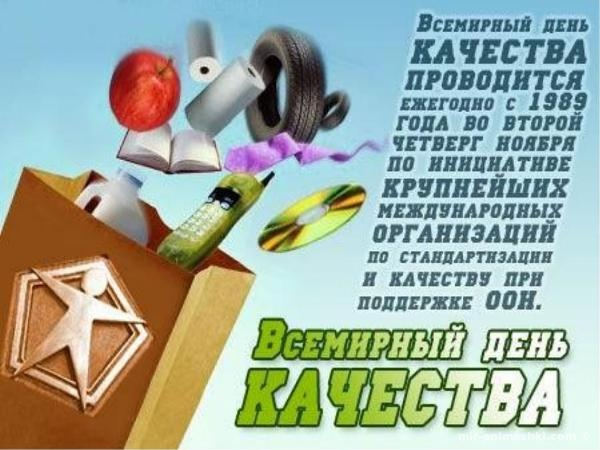 Всемирный день
КАЧЕСТВА
ПРОВОДИТСЯ
ЕЖЕГОДНО С 1989
ГОДА ВО ВТОРОЙ
ЧЕТВЕРГ НОЯБРЯ
ПО ИНИЦИАТИВЕ
КРУПНЕЙШИХ
МЕЖДУНАРОДНЫХ
ОРГАНИЗАЦИЙ
ПО СТАНДАРТИЗАЦИИ
И КАЧЕСТВУ ПРИ
ПОДДЕРЖКЕ ООН.
Всемирный день
КАЧЕСТВА